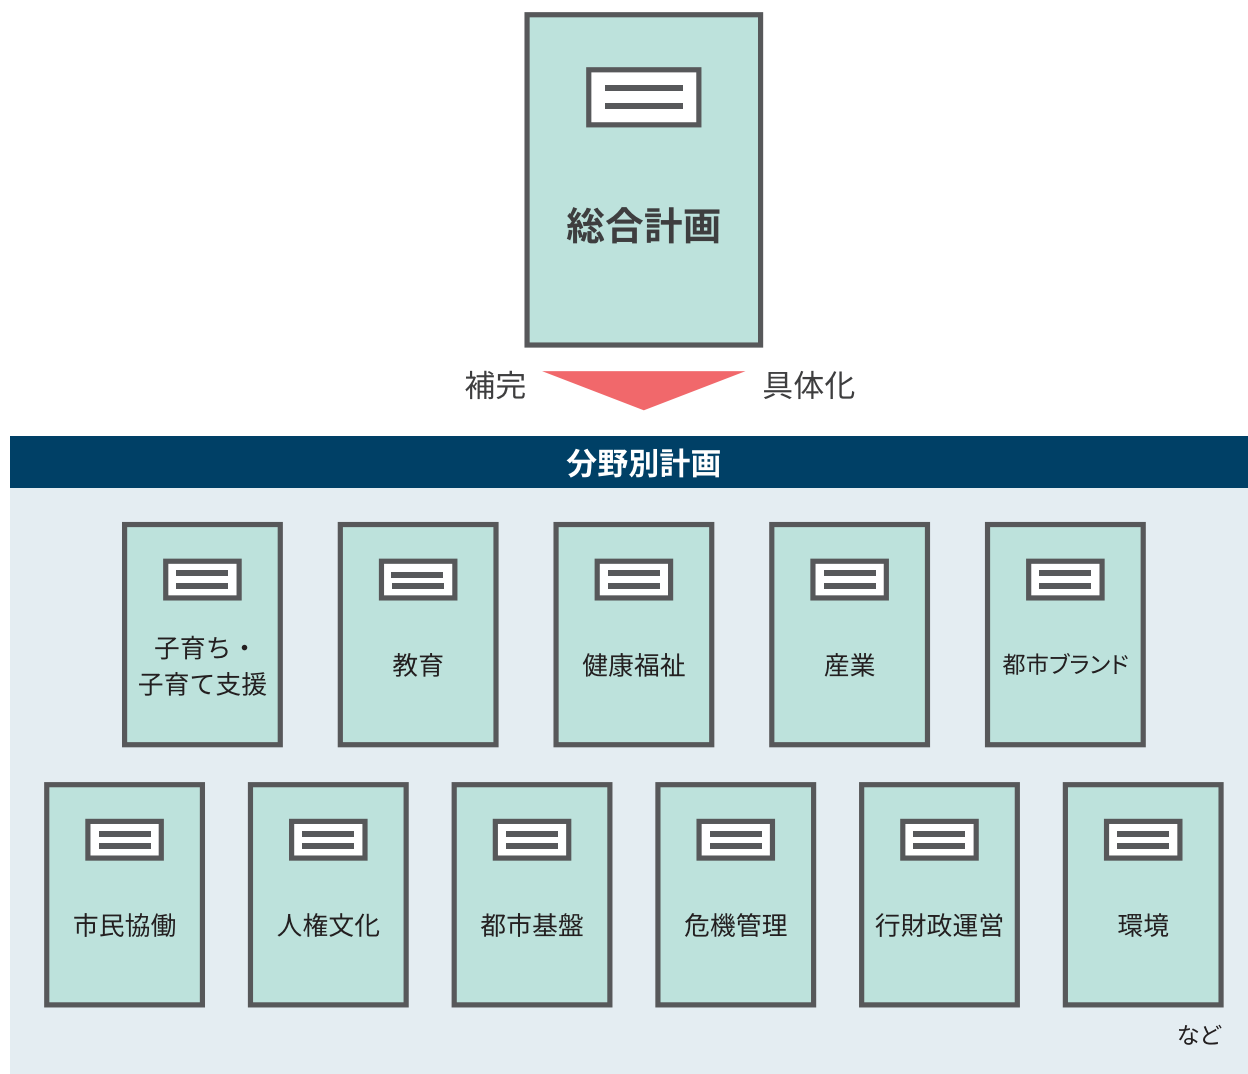 総合計画
補完
具体化
分野別計画
子育ち・
子育て支援
教育
健康福祉
産業
都市ブランド
市民協働
人権文化
都市基盤
危機管理
行財政運営
環境
など